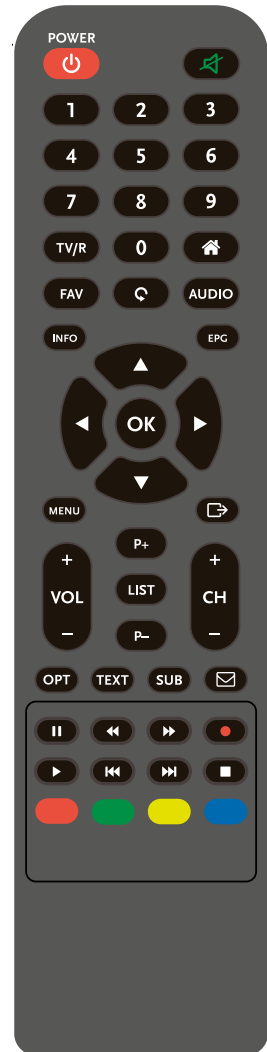 POWER
1 2 3
4 5 6
7 8 9
TV/R 0
FAV AUDIO
INFO EPG
OK
MENU
P+
+ +
VOL LIST CH
− P− −
OPT TEXT SUB